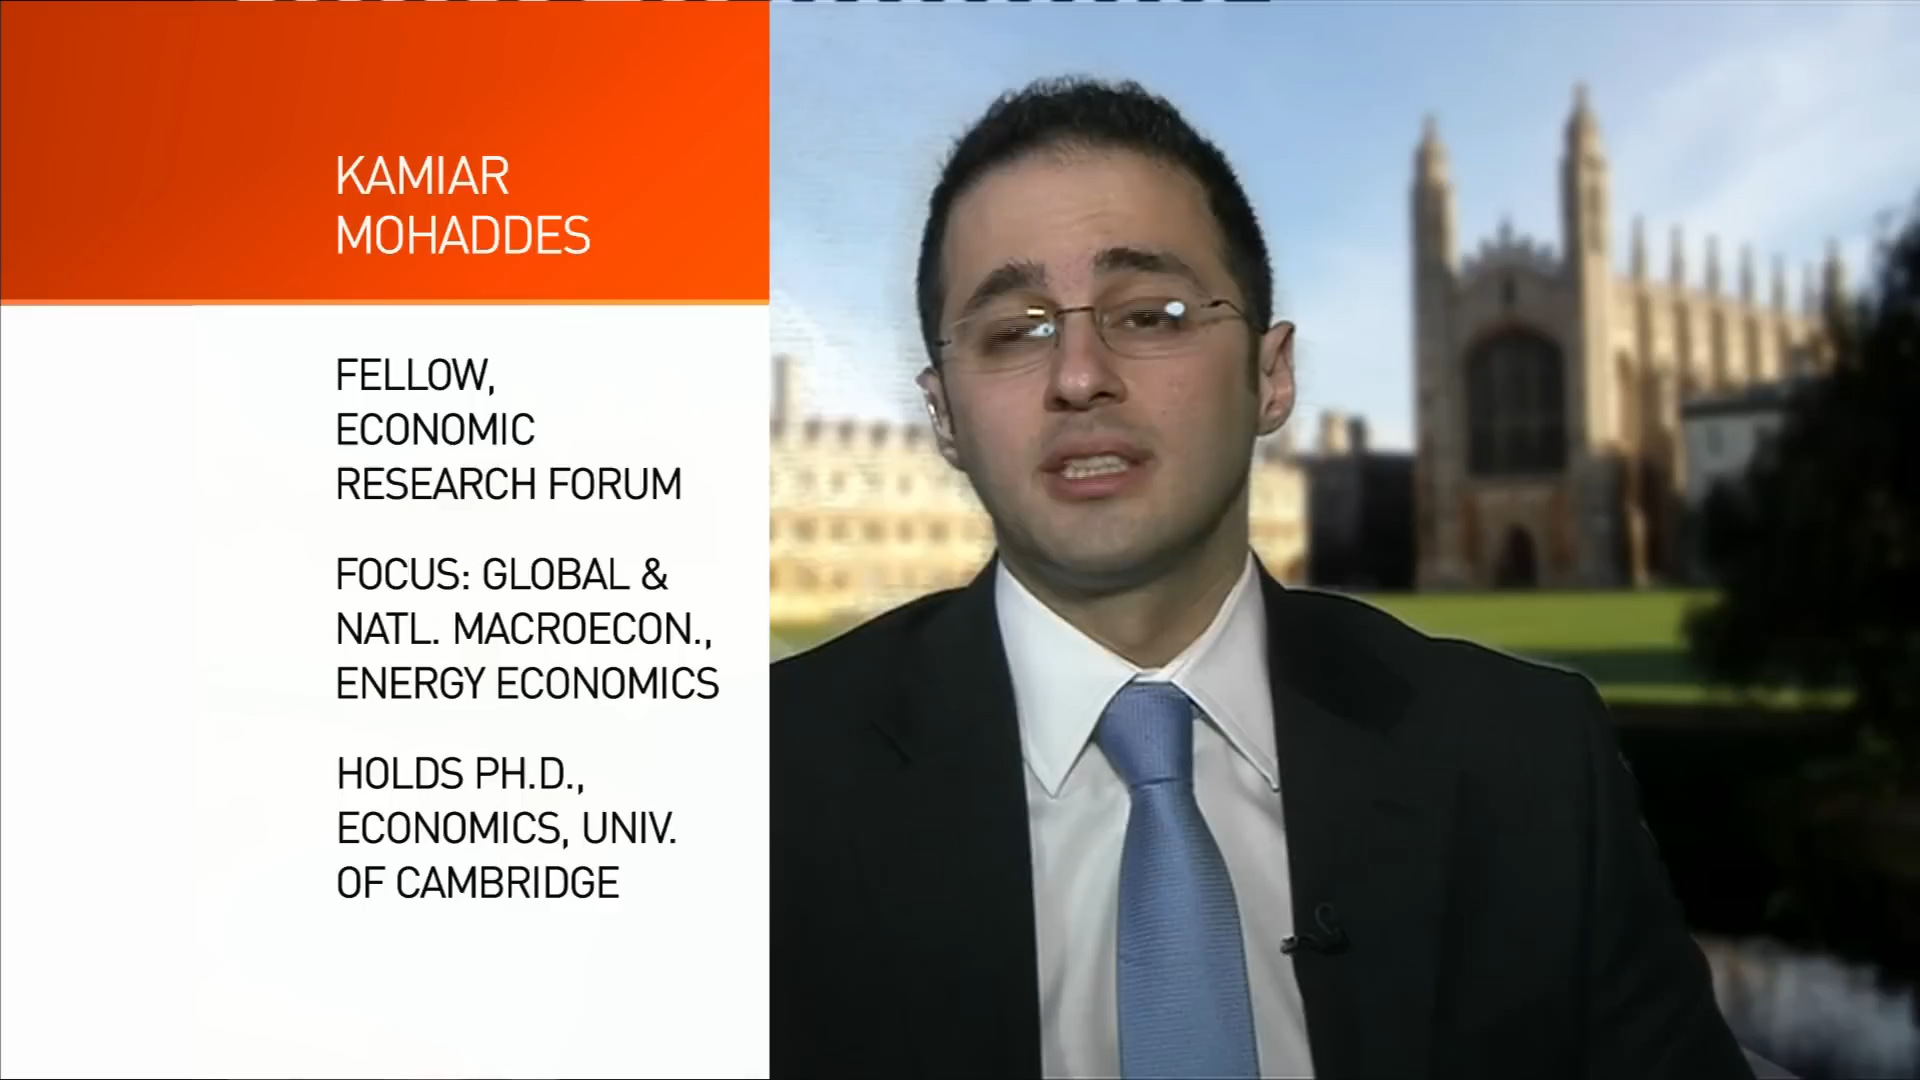 KAMIAR
MOHADDES
FELLOW,
ECONOMIC
RESEARCH FORUM
FOCUS: GLOBAL &
NATL. MACROECON.,
ENERGY ECONOMICS
HOLDS PH.D.,
ECONOMICS, UNIV.
OF CAMBRIDGE